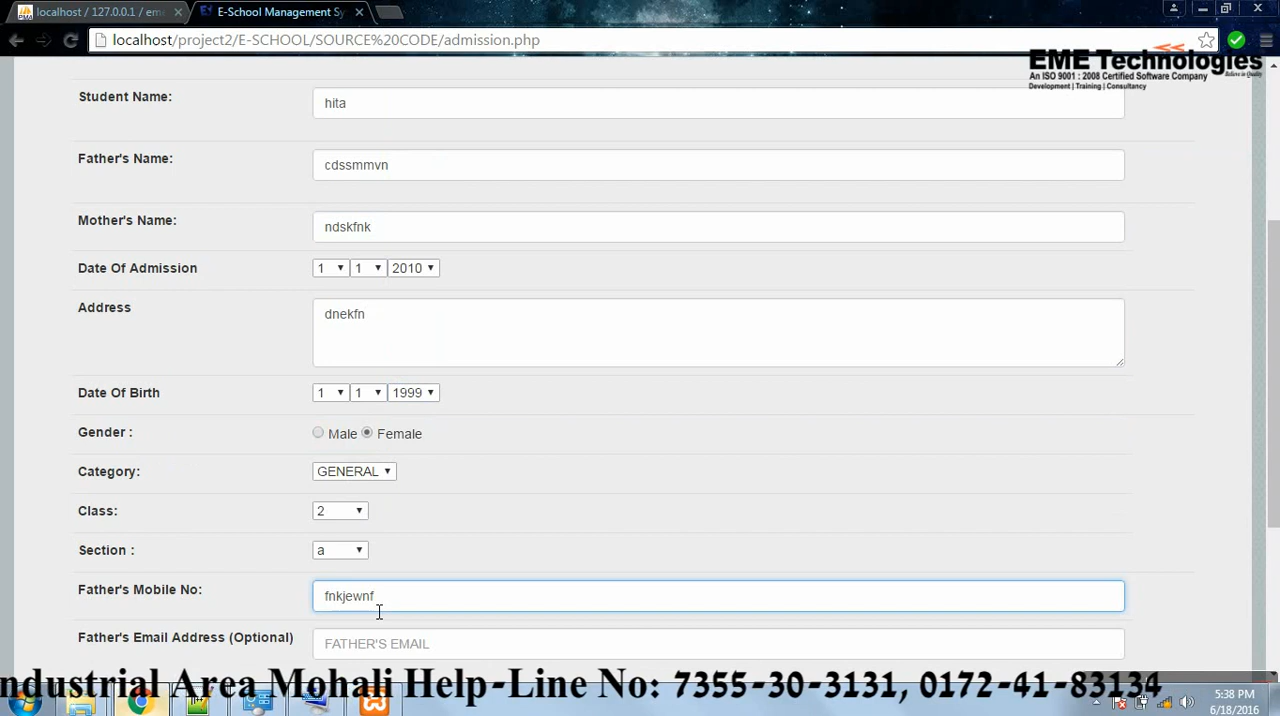 localhost / 127.0.0.1 / eme
E-School Management Sy
localhost/project2/E-SCHOOL/SOURCE%20CODE/admission.php
EME Technologies
An ISO 9001 : 2008 Certified Software Company
Believe in Quality
Development | Training | Consultancy
Student Name:
hita
Father's Name:
cdssmmvn
Mother's Name:
ndskfnk
Date Of Admission
1 1 2010
Address
dnekfn
Date Of Birth
1 1 1999
Gender :
Male Female
Category:
GENERAL
Class:
2
Section :
a
Father's Mobile No:
fnkjewnf
Father's Email Address (Optional)
FATHER'S EMAIL
ndustrial Area Mohali Help-Line No: 7355-30-3131, 0172-41-83134
5:38 PM
6/18/2016